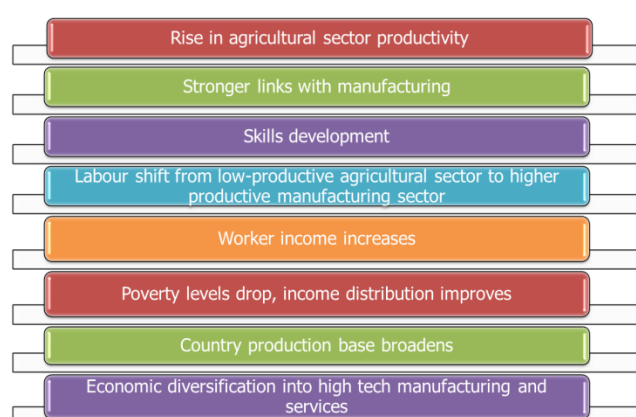 Rise in agricultural sector productivity
Stronger links with manufacturing
Skills development
Labour shift from low-productive agricultural sector to higher
productive manufacturing sector
Worker income increases
Poverty levels drop, income distribution improves
Country production base broadens
Economic diversification into high tech manufacturing and
services